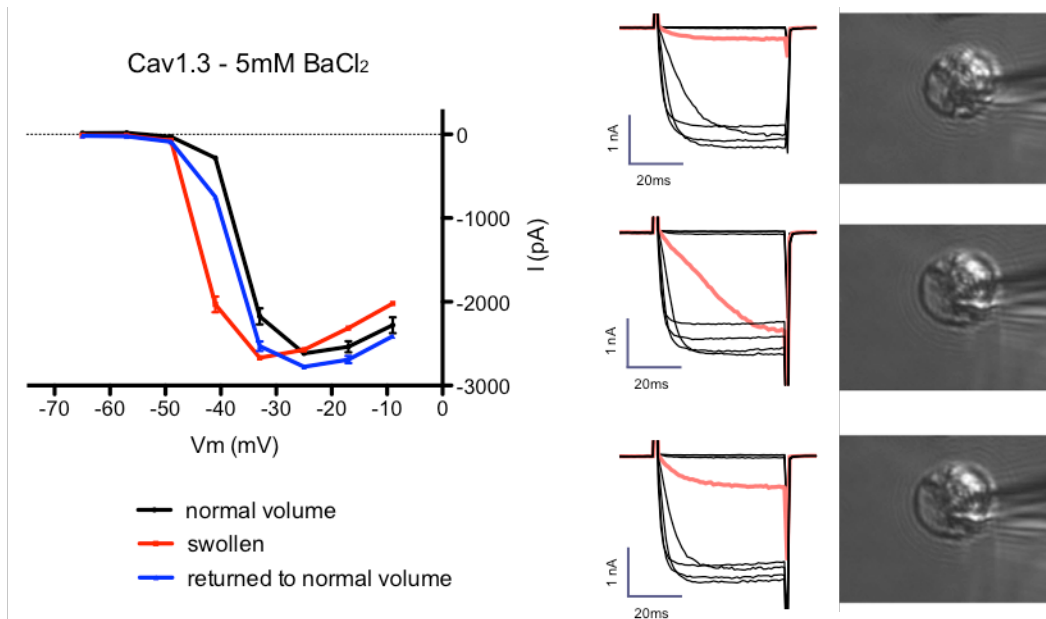 Cav1.3 - 5mM BaCl₂
0
-1000
-2000
-3000
I (pA)
-70 -60 -50 -40 -30 -20 -10 0
Vm (mV)
normal volume
swollen
returned to normal volume
1 nA
20ms
1 nA
20ms
1 nA
20ms